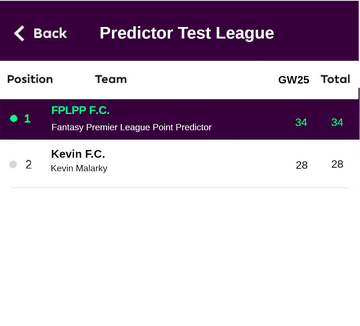 Back Predictor Test League
Position Team GW25 Total
1 FPLPP F.C. 34 34
Fantasy Premier League Point Predictor
2 Kevin F.C. 28 28
Kevin Malarky